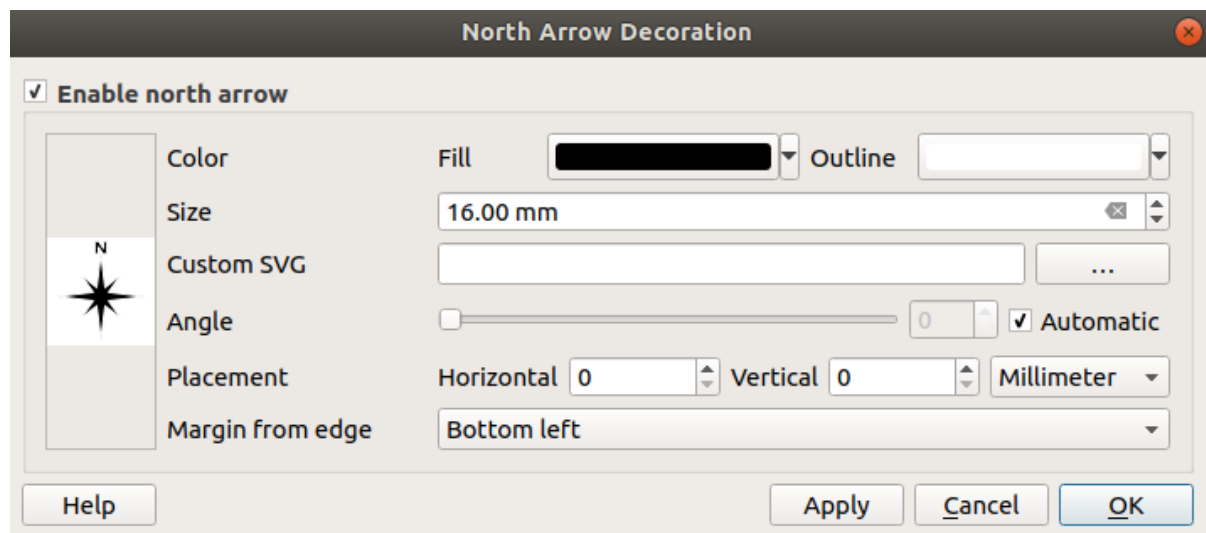 North Arrow Decoration
Enable north arrow
Color Fill Outline
Size 16.00 mm
N
Custom SVG ...
Angle 0 Automatic
Placement Horizontal 0 Vertical 0 Millimeter
Margin from edge Bottom left
Help Apply Cancel OK